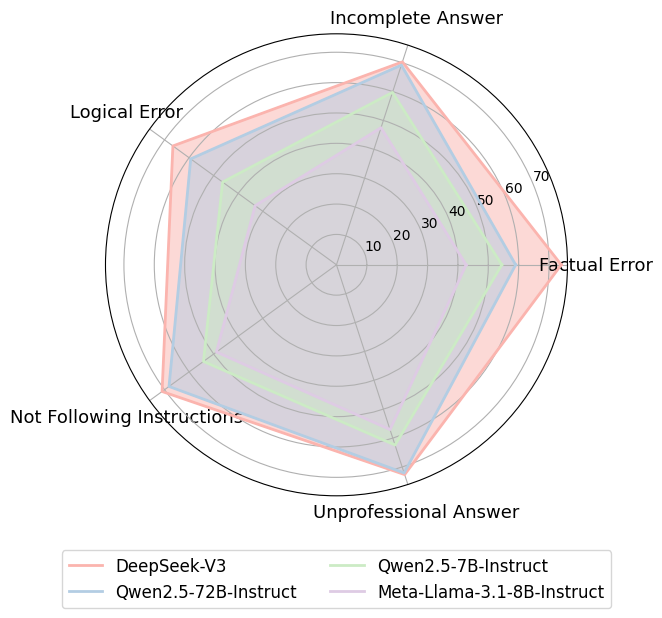 Incomplete Answer
Logical Error
70
60
50
40
30
20
10
Factual Error
Not Following Instructions
Unprofessional Answer
DeepSeek-V3
Qwen2.5-7B-Instruct
Qwen2.5-72B-Instruct
Meta-Llama-3.1-8B-Instruct